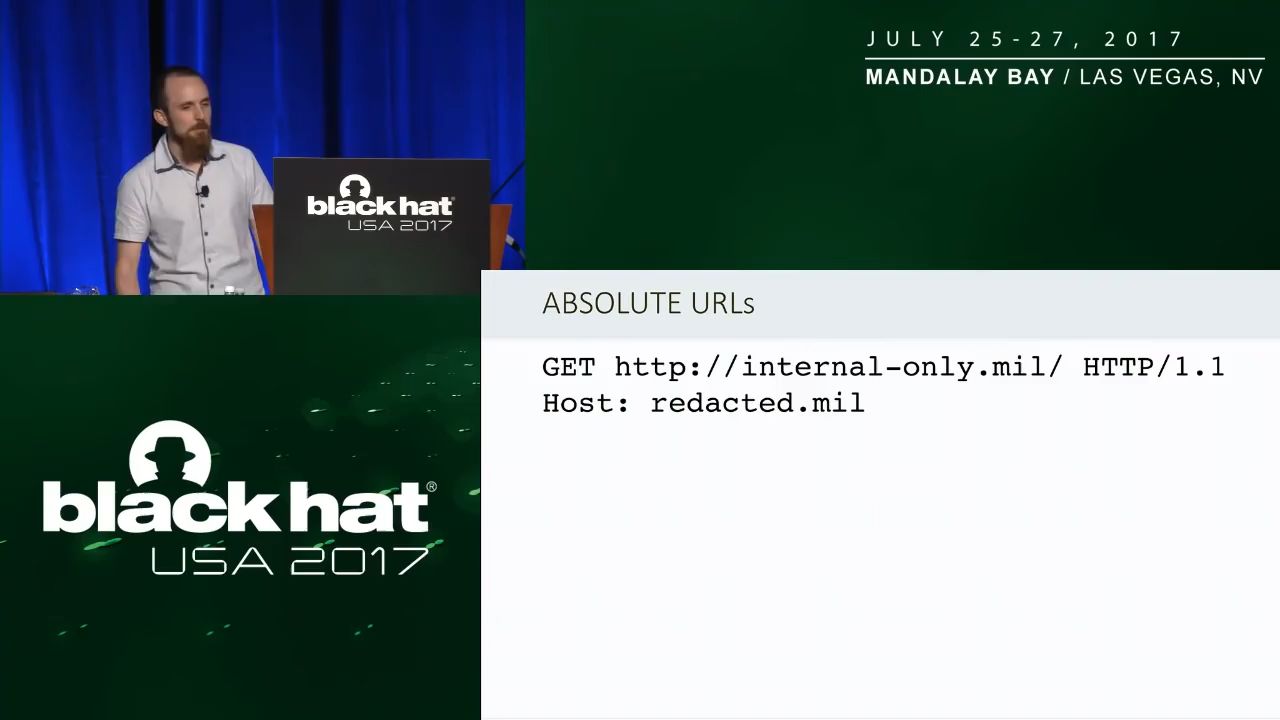 JULY 25-27, 2017
MANDALAY BAY / LAS VEGAS, NV
black hat®
USA 2017
ABSOLUTE URLs
GET http://internal-only.mil/ HTTP/1.1
Host: redacted.mil
black hat®
USA 2017